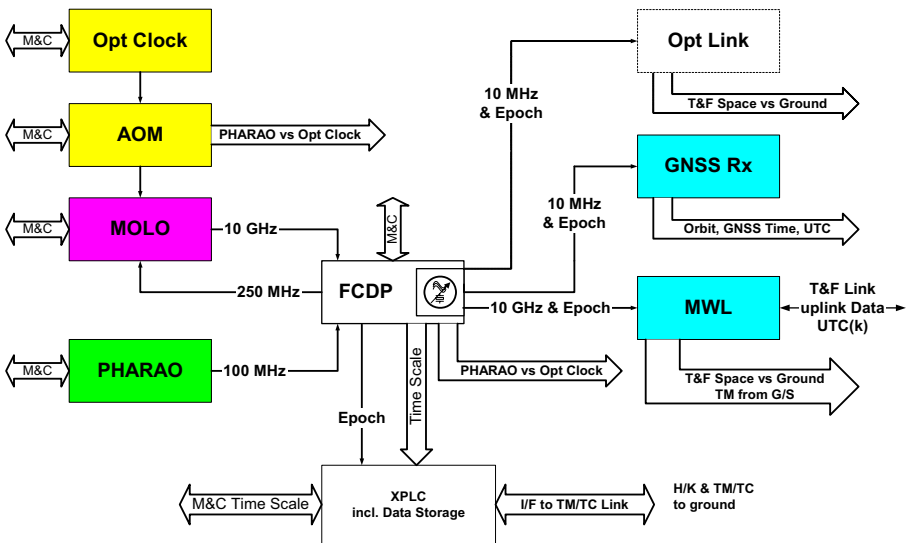 M&C
Opt Clock
Opt Link
10 MHz
& Epoch
T&F Space vs Ground
M&C
AOM
PHARAO vs Opt Clock
GNSS Rx
10 MHz
& Epoch
M&C
MOLO
10 GHz
M&C
Orbit, GNSS Time, UTC
250 MHz
FCDP
10 GHz & Epoch
MWL
T&F Link
uplink Data
UTC(k)
M&C
PHARAO
100 MHz
Time Scale
PHARAO vs Opt Clock
T&F Space vs Ground
TM from G/S
Epoch
M&C Time Scale
XPLC
incl. Data Storage
I/F to TM/TC Link
H/K & TM/TC
to ground